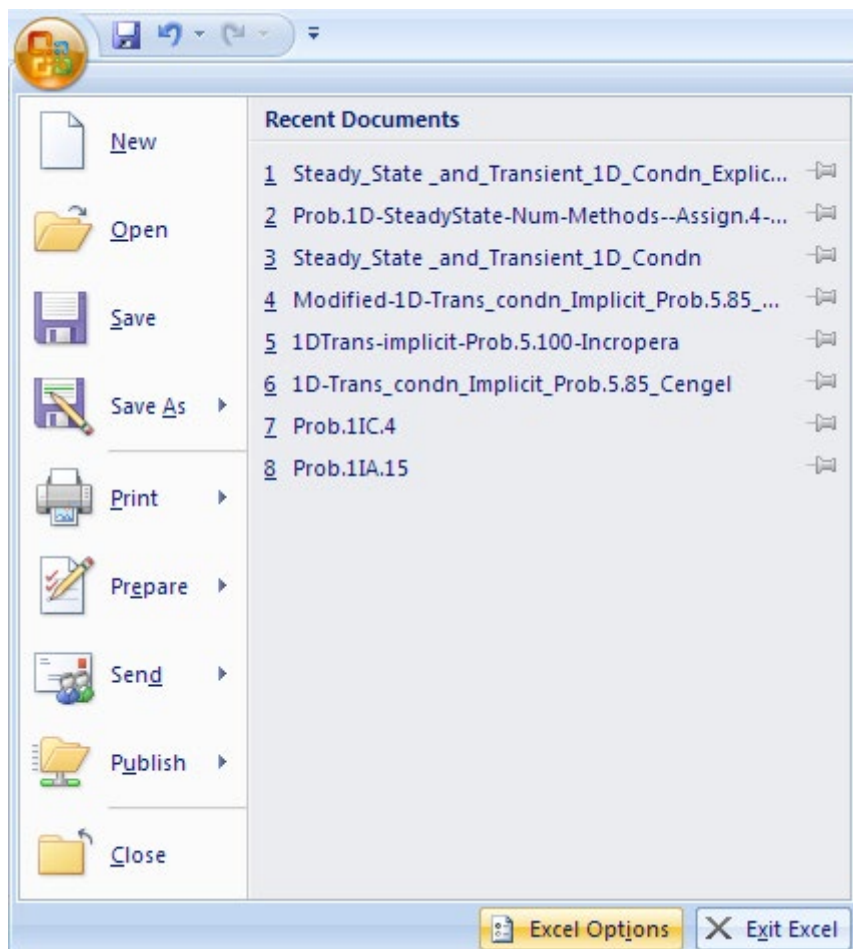 New
Open
Save
Save As
Print
Prepare
Send
Publish
Close
Recent Documents
1 Steady_State _and_Transient_1D_Condn_Explic...
2 Prob.1D-SteadyState-Num-Methods--Assign.4-...
3 Steady_State _and_Transient_1D_Condn
4 Modified-1D-Trans_condn_Implicit_Prob.5.85_...
5 1DTrans-implicit-Prob.5.100-Incropera
6 1D-Trans_condn_Implicit_Prob.5.85_Cengel
7 Prob.1IC.4
8 Prob.1IA.15
Excel Options
Exit Excel